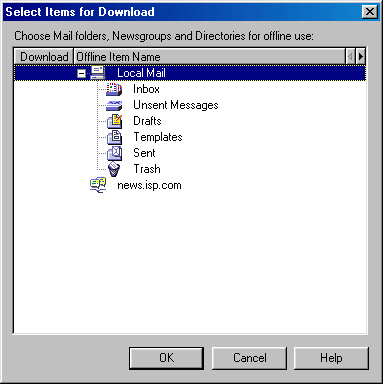 Select Items for Download
Choose Mail folders, Newsgroups and Directories for offline use:
Download Offline Item Name
Local Mail
Inbox
Unsent Messages
Drafts
Templates
Sent
Trash
news.isp.com
OK Cancel Help